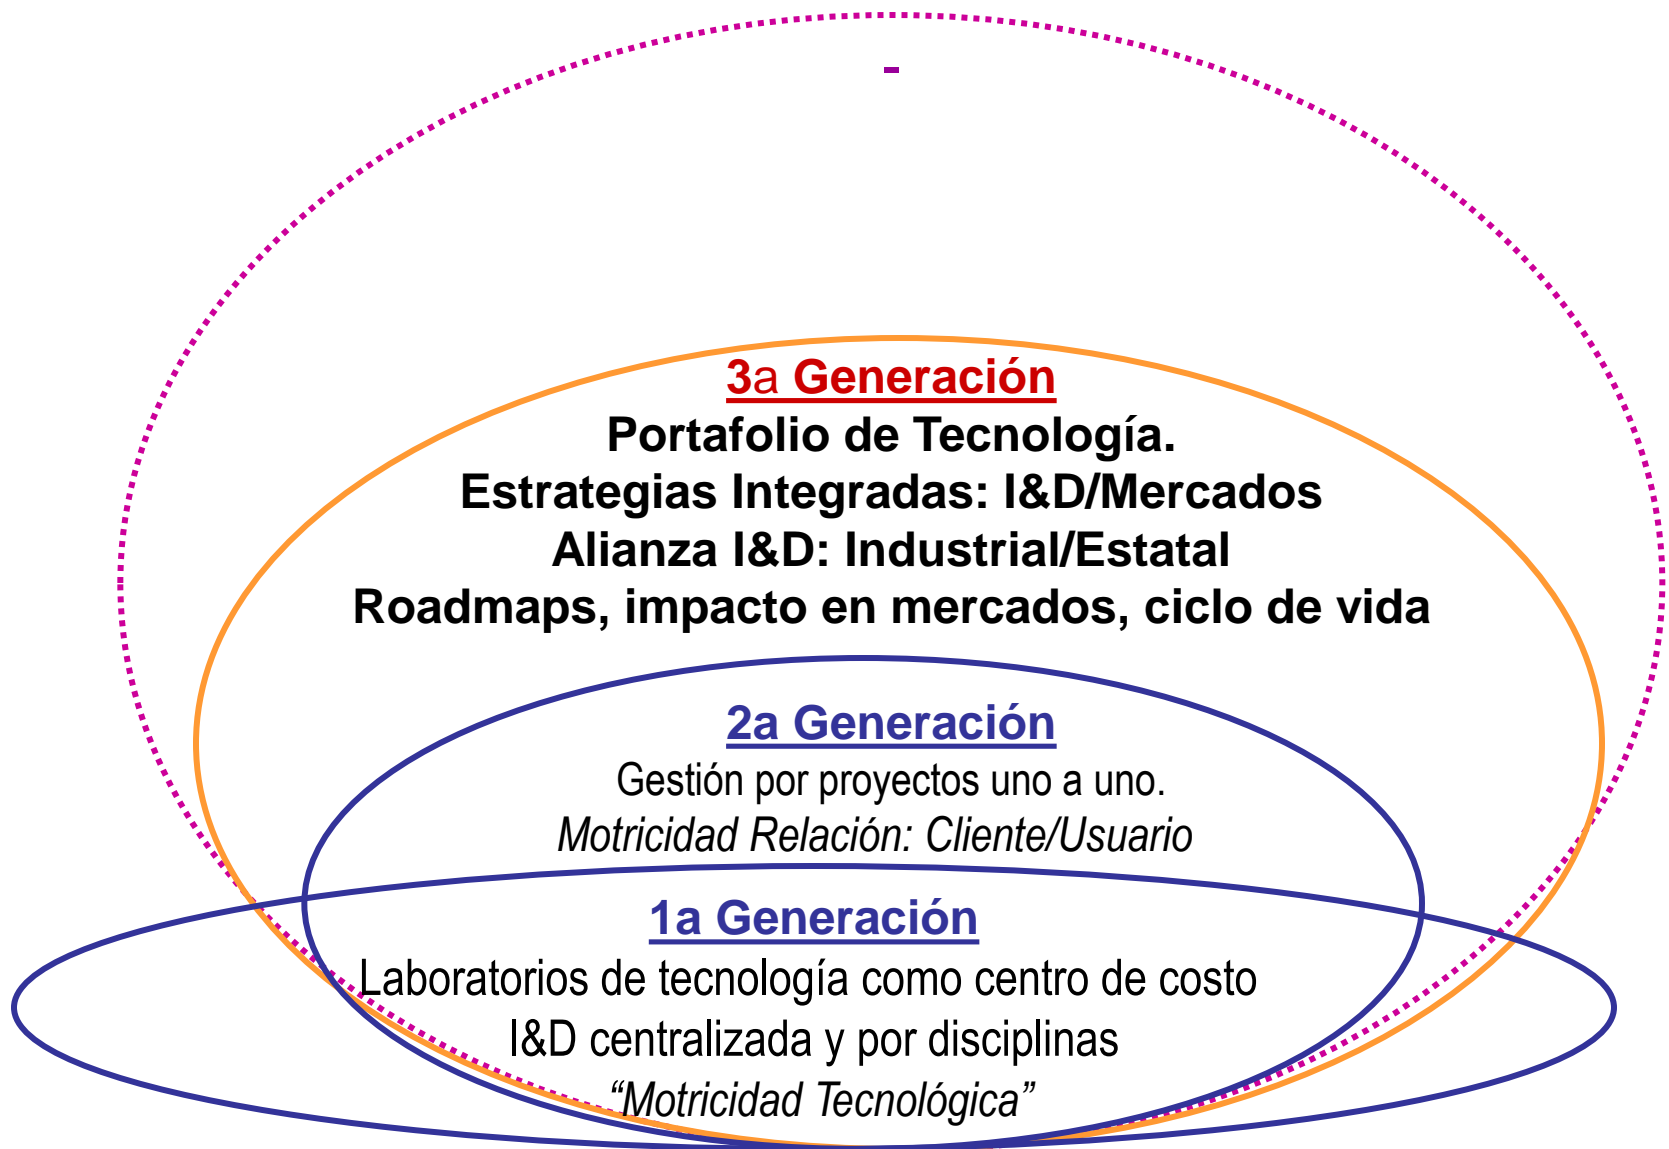 -
3a Generación
Portafolio de Tecnología.
Estrategias Integradas: I&D/Mercados
Alianza I&D: Industrial/Estatal
Roadmaps, impacto en mercados, ciclo de vida
2a Generación
Gestión por proyectos uno a uno.
Motricidad Relación: Cliente/Usuario
1a Generación
Laboratorios de tecnología como centro de costo
I&D centralizada y por disciplinas
“Motricidad Tecnológica”